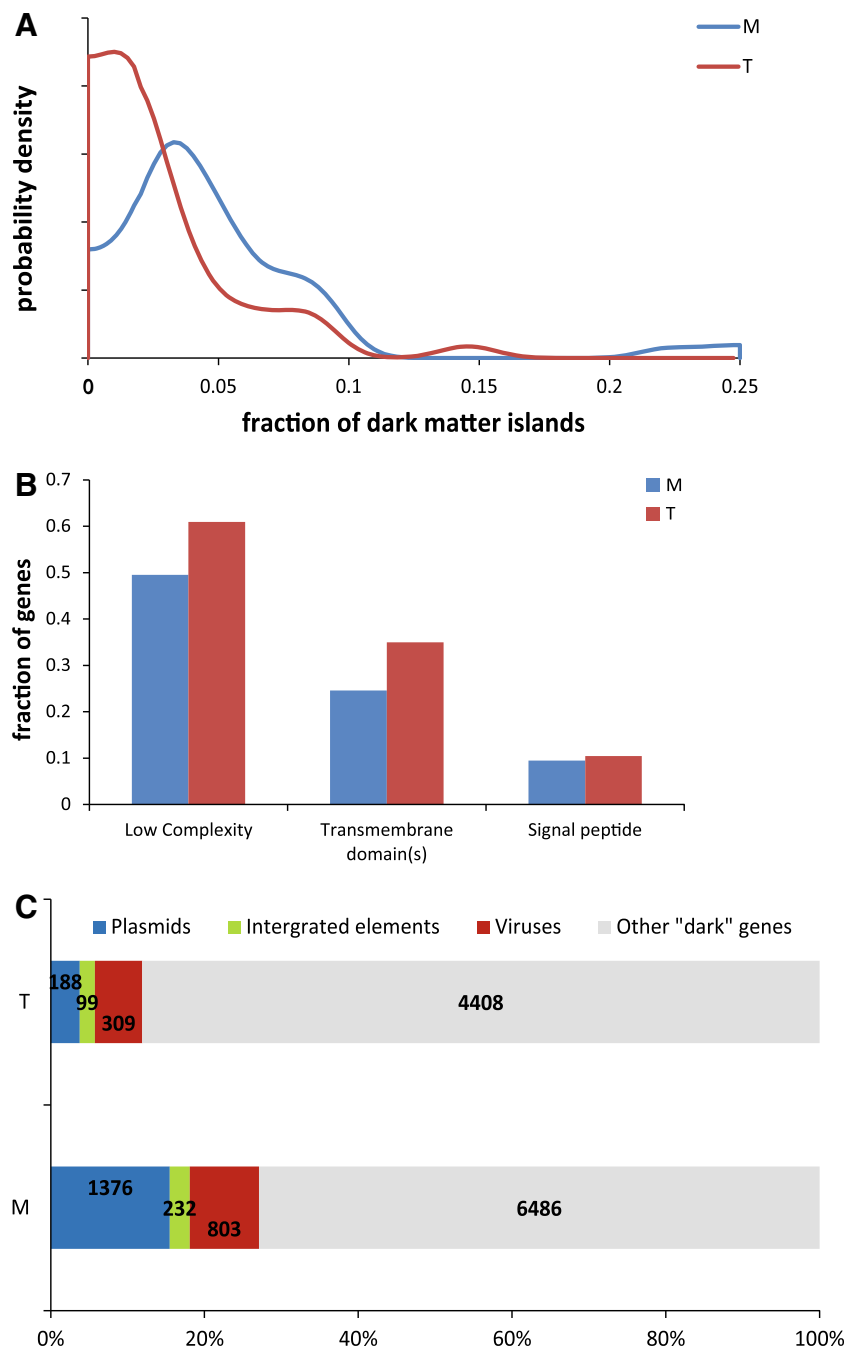 A
M
T
probability density
0
0.05
0.1
0.15
0.2
0.25
fraction of dark matter islands
B
M
T
fraction of genes
0.7
0.6
0.5
0.4
0.3
0.2
0.1
0
Low Complexity
Transmembrane
domain(s)
Signal peptide
C
Plasmids
Intergrated elements
Viruses
Other "dark" genes
T
188
99
309
4408
M
1376
232
803
6486
0%
20%
40%
60%
80%
100%